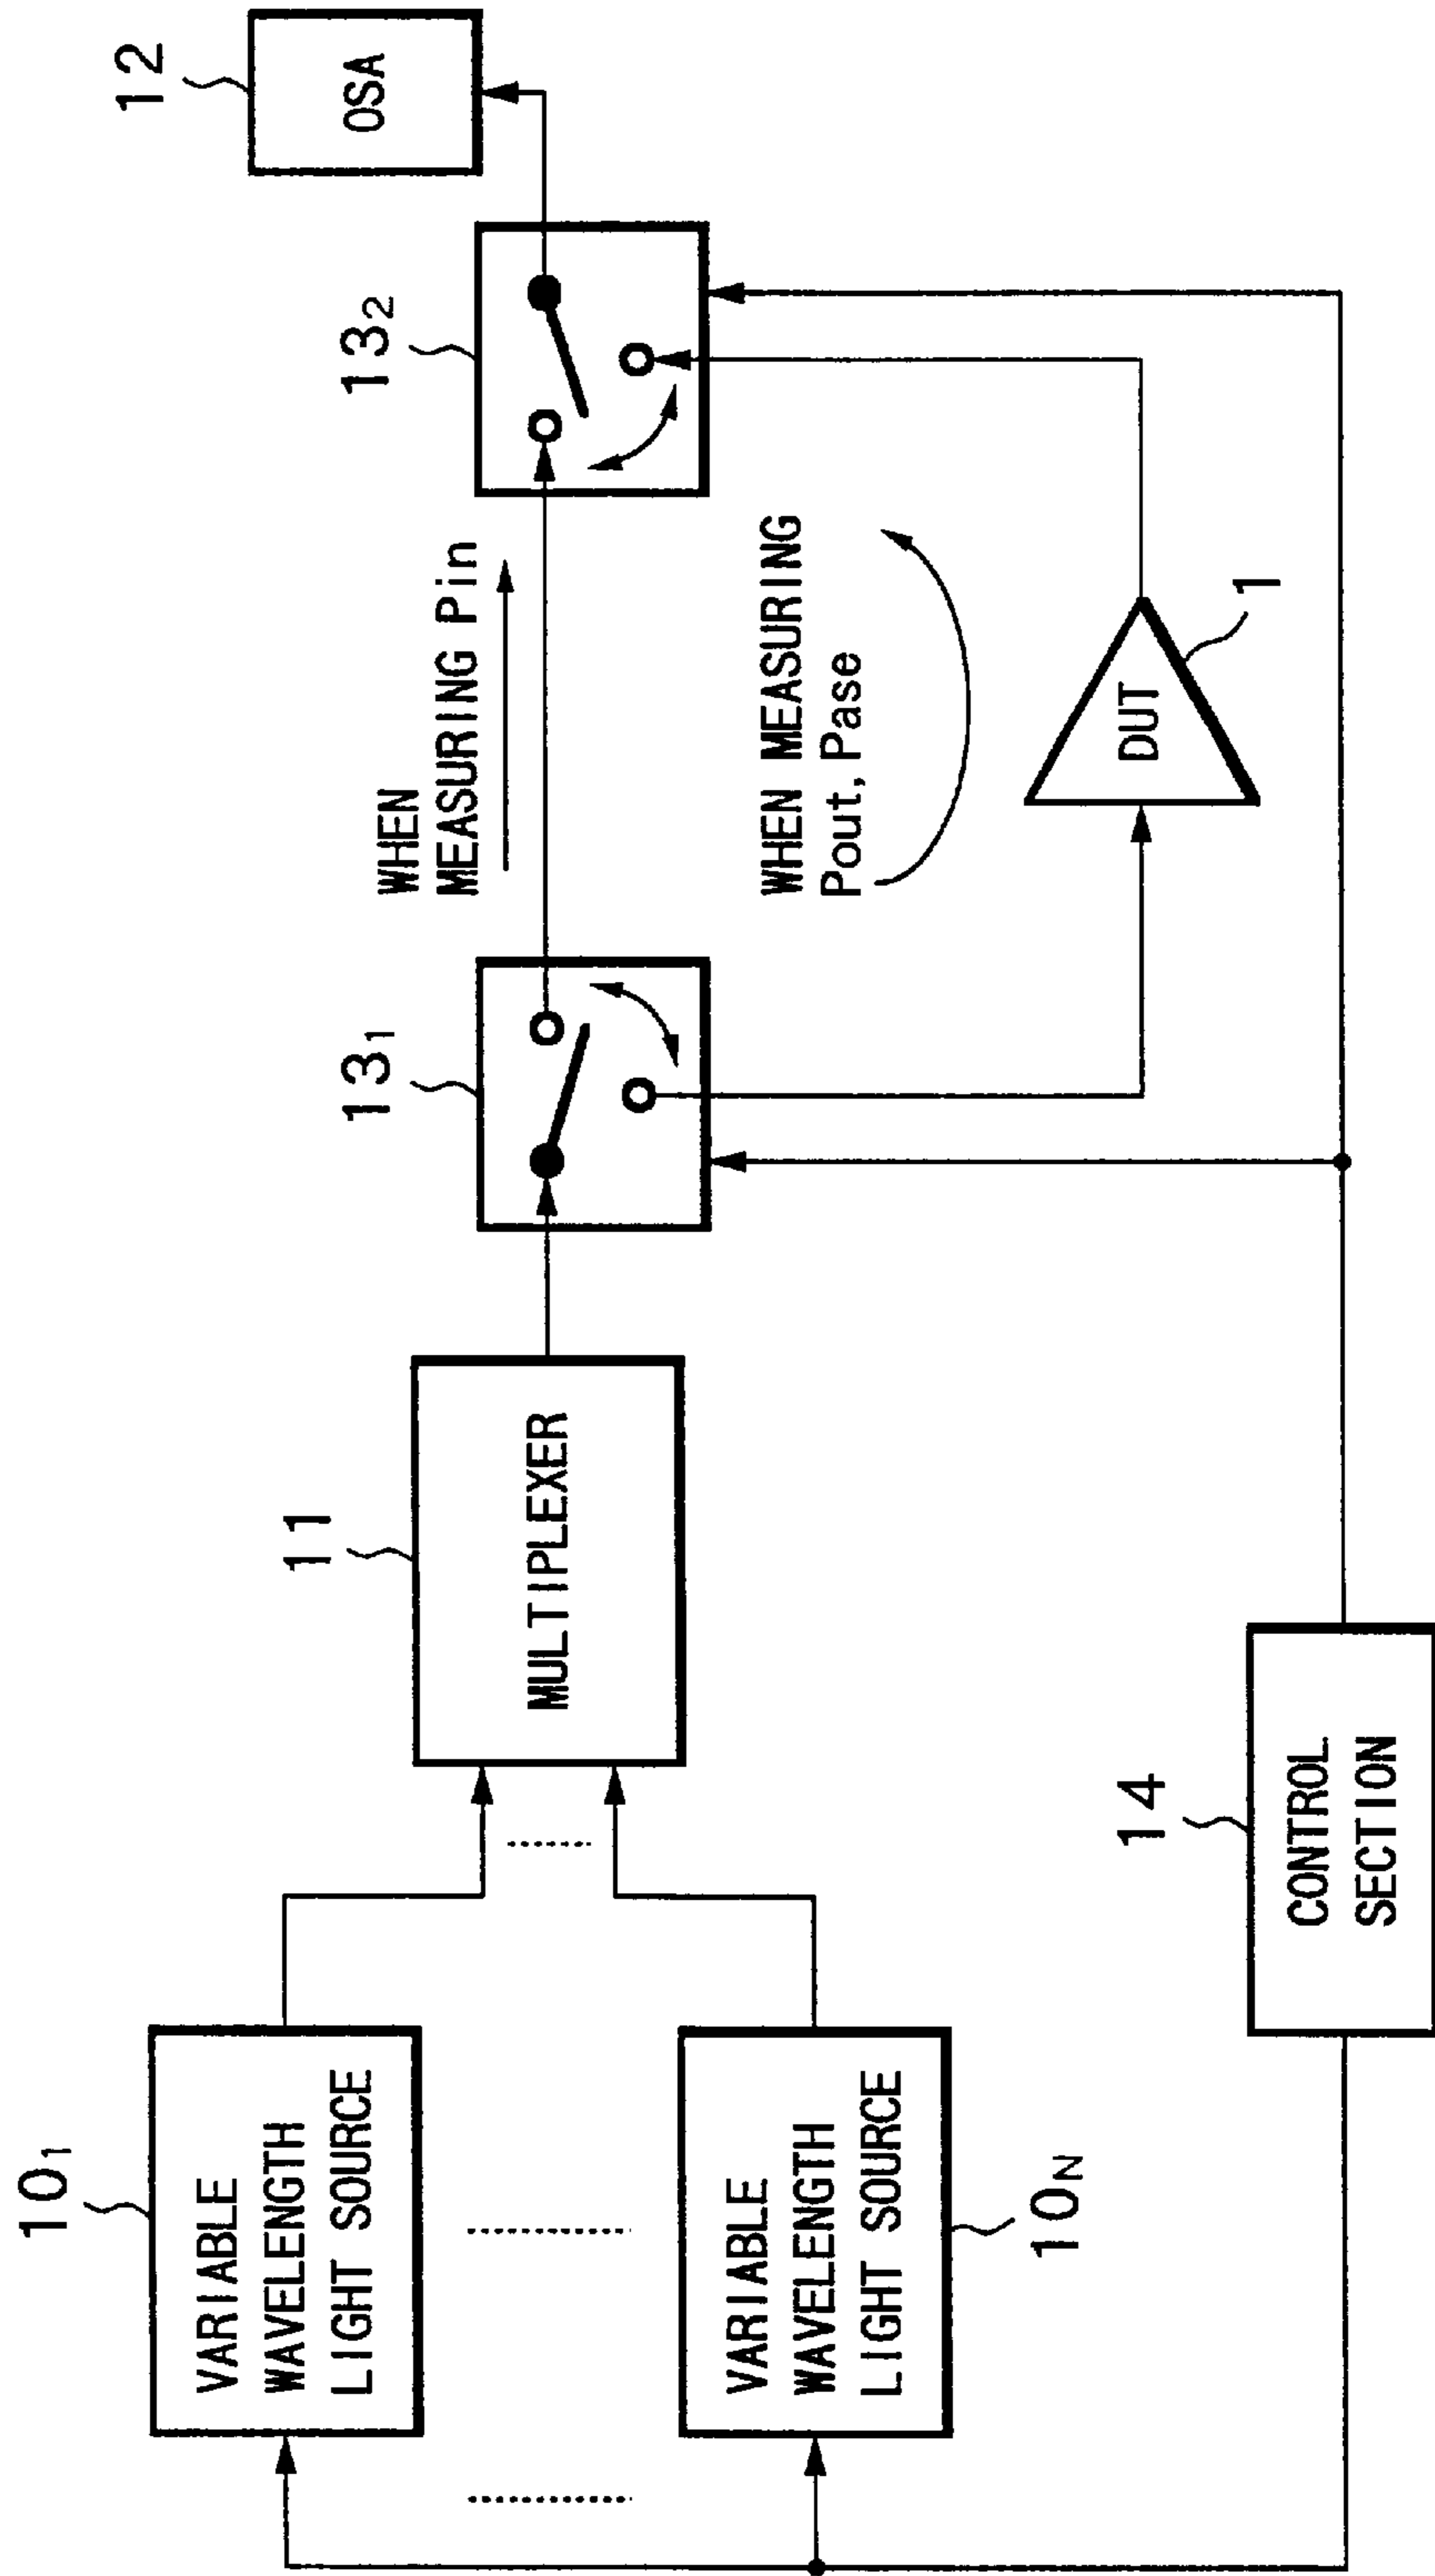 10₁
VARIABLE
WAVELENGTH
LIGHT SOURCE
10N
VARIABLE
WAVELENGTH
LIGHT SOURCE
11
MULTIPLEXER
14
CONTROL
SECTION
13₁
WHEN
MEASURING Pin
WHEN MEASURING
Pout, Pase
DUT
1
13₂
12
OSA